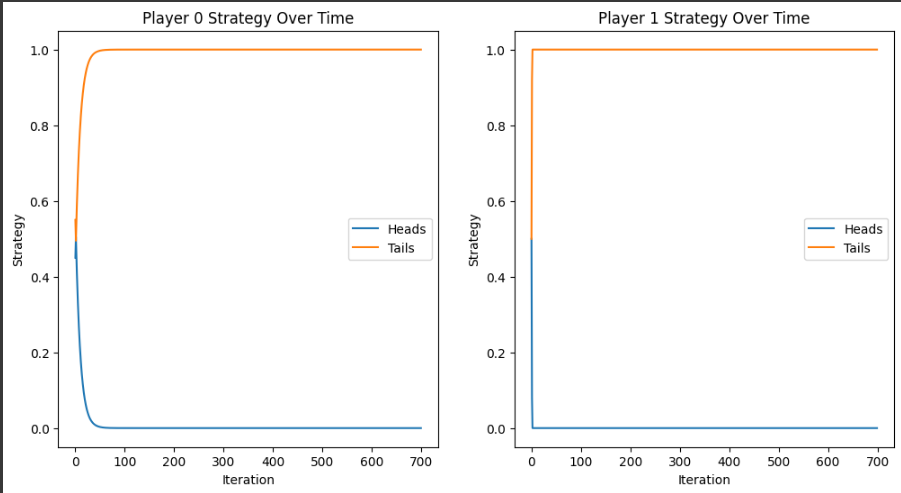 Player 0 Strategy Over Time
Strategy
1.0
0.8
0.6
0.4
0.2
0.0
Heads
Tails
0 100 200 300 400 500 600 700
Iteration
Player 1 Strategy Over Time
Strategy
1.0
0.8
0.6
0.4
0.2
0.0
Heads
Tails
0 100 200 300 400 500 600 700
Iteration